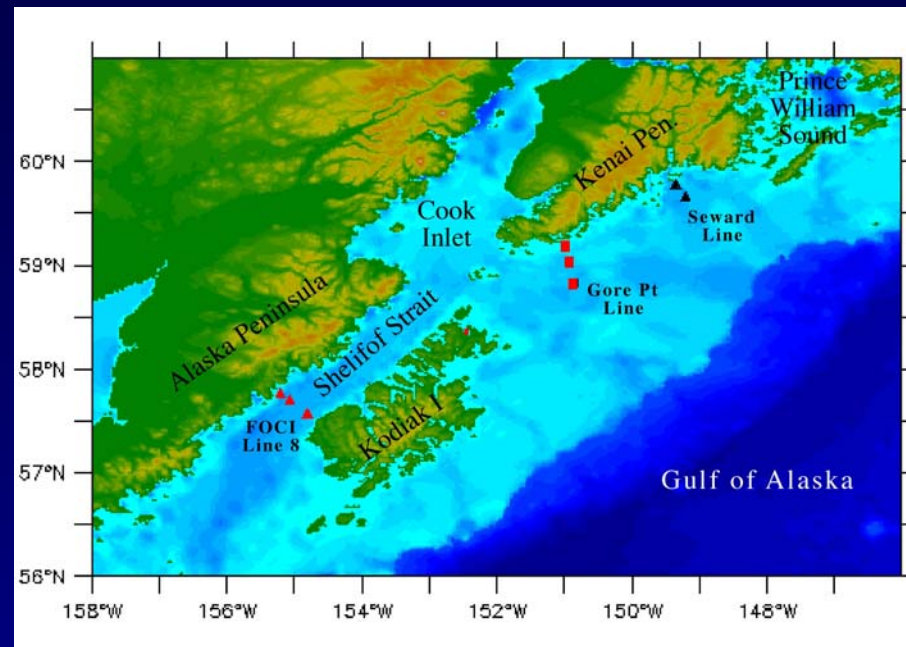 Prince
William
Sound
60°N
Kenai Pen.
Cook
Inlet
Seward
Line
59°N
Gore Pt
Line
Alaska Peninsula
Shelifof Strait
58°N
FOCI
Line 8
Kodiak I
57°N
Gulf of Alaska
56°N
158°W
156°W
154°W
152°W
150°W
148°W